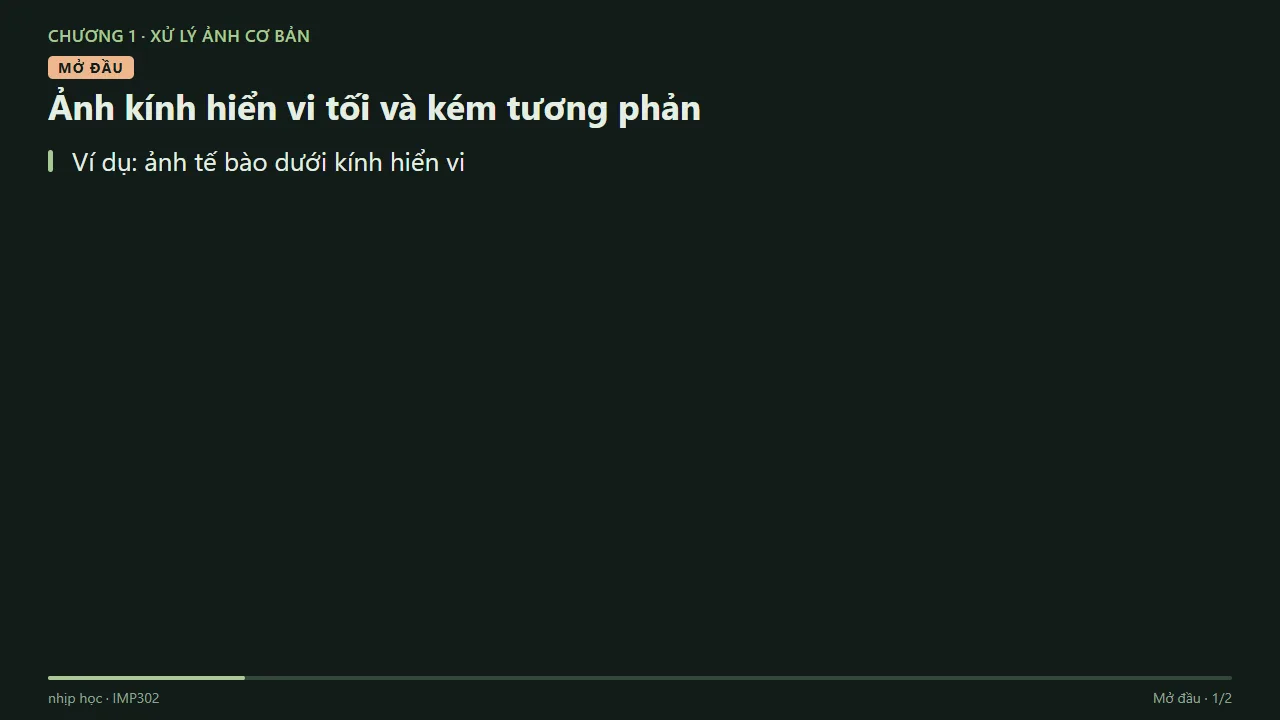 CHƯƠNG 1 · XỬ LÝ ẢNH CƠ BẢN
MỞ ĐẦU
Ảnh kính hiển vi tối và kém tương phản
Ví dụ: ảnh tế bào dưới kính hiển vi
nhịp học · IMP302
Mở đầu · 1/2